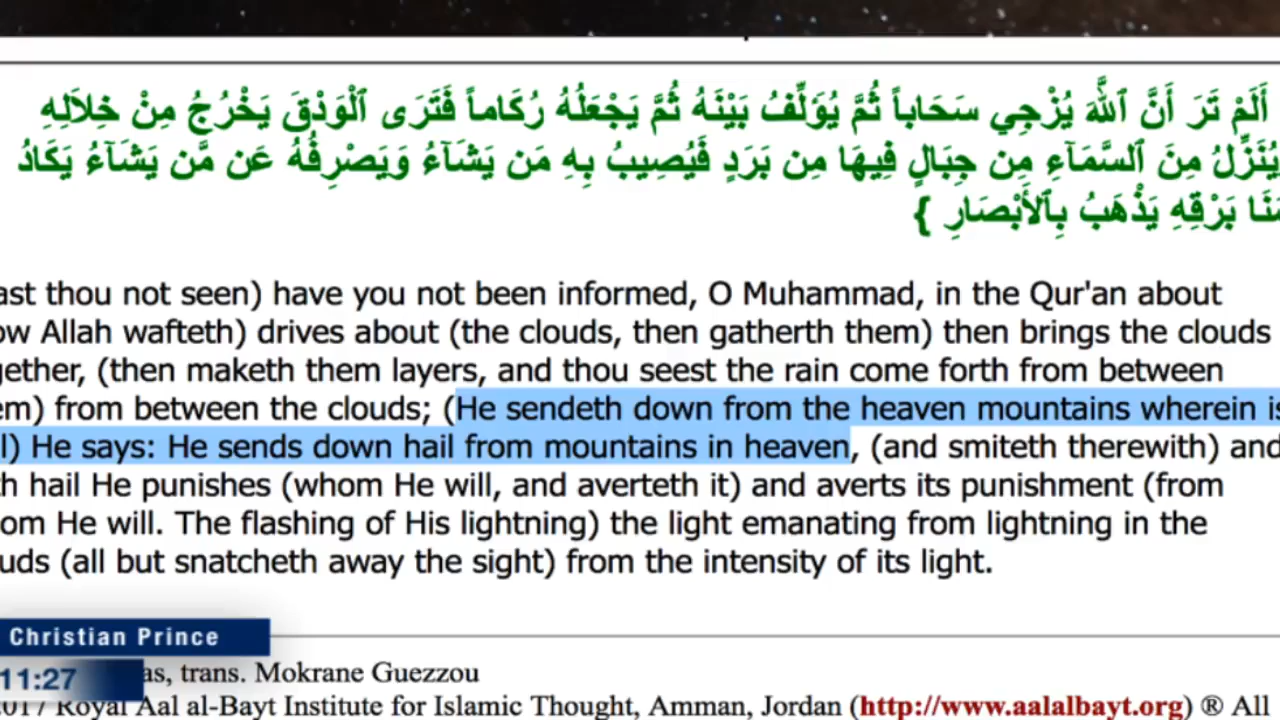 أَلَمْ تَرَ أَنَّ ٱللَّهَ يُزْجِي سَحَاباً ثُمَّ يُؤَلِّفُ بَيْنَهُ ثُمَّ يَجْعَلُهُ رُكَاماً فَتَرَى ٱلْوَدْقَ يَخْرُجُ مِنْ خِلاَلِهِ
يُنَزِّلُ مِنَ ٱلسَّمَآءِ مِن جِبَالٍ فِيهَا مِن بَرَدٍ فَيُصِيبُ بِهِ مَن يَشَآءُ وَيَصْرِفُهُ عَن مَّن يَشَآءُ يَكَادُ
بَرْقِهِ يَذْهَبُ بِٱلأَبْصَارِ }
ast thou not seen) have you not been informed, O Muhammad, in the Qur'an about
ow Allah wafteth) drives about (the clouds, then gatherth them) then brings the clouds
gether, (then maketh them layers, and thou seest the rain come forth from between
em) from between the clouds; (He sendeth down from the heaven mountains wherein is
l) He says: He sends down hail from mountains in heaven, (and smiteth therewith) and
h hail He punishes (whom He will, and averteth it) and averts its punishment (from
om He will. The flashing of His lightning) the light emanating from lightning in the
uds (all but snatcheth away the sight) from the intensity of its light.
Christian Prince
11:27 as, trans. Mokrane Guezzou
2017 Royal Aal al-Bayt Institute for Islamic Thought, Amman, Jordan (http://www.aalalbayt.org) ® All